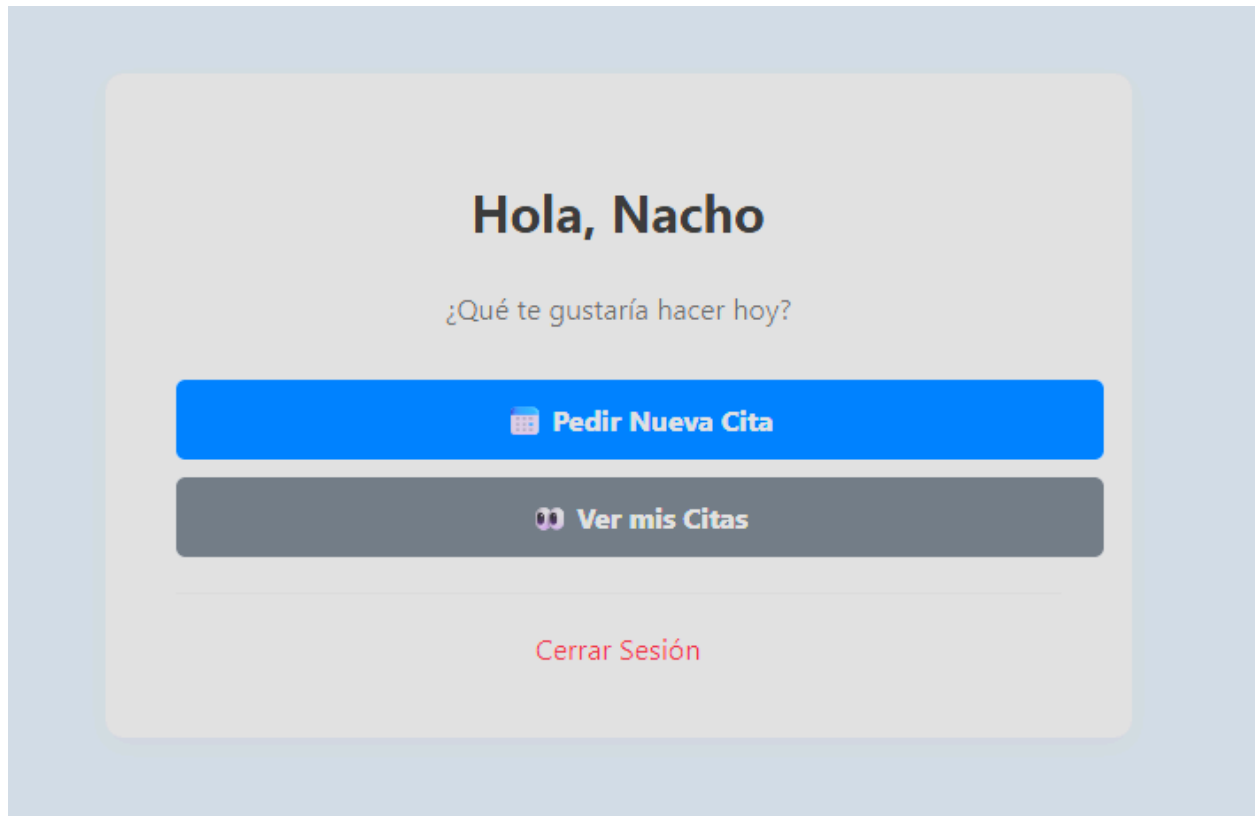 Hola, Nacho
¿Qué te gustaría hacer hoy?
📅 Pedir Nueva Cita
👀 Ver mis Citas
Cerrar Sesión